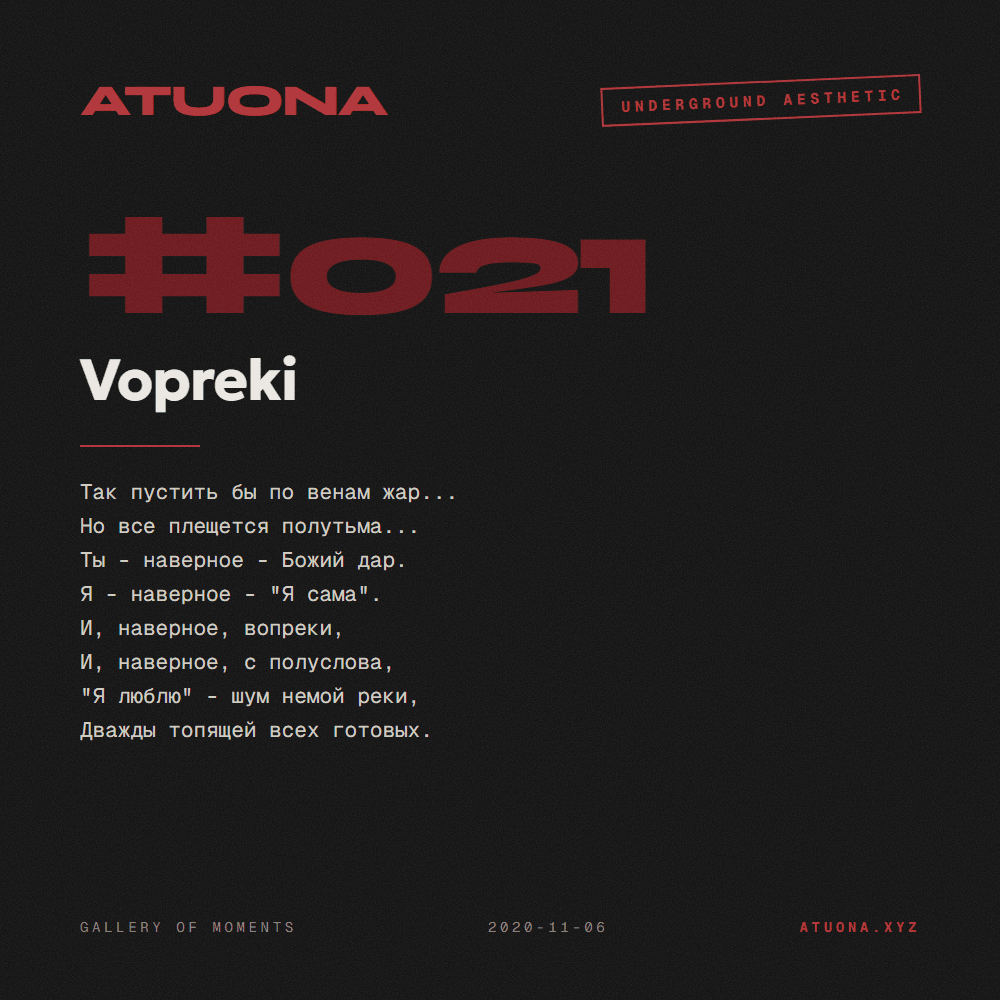 ATUONA
UNDERGROUND AESTHETIC
#021
Vopreki
Так пустить бы по венам жар...
Но все плещется полутьма...
Ты - наверное - Божий дар.
Я - наверное - "Я сама".
И, наверное, вопреки,
И, наверное, с полуслова,
"Я люблю" - шум немой реки,
Дважды топящей всех готовых.
GALLERY OF MOMENTS
2020-11-06
ATUONA.XYZ